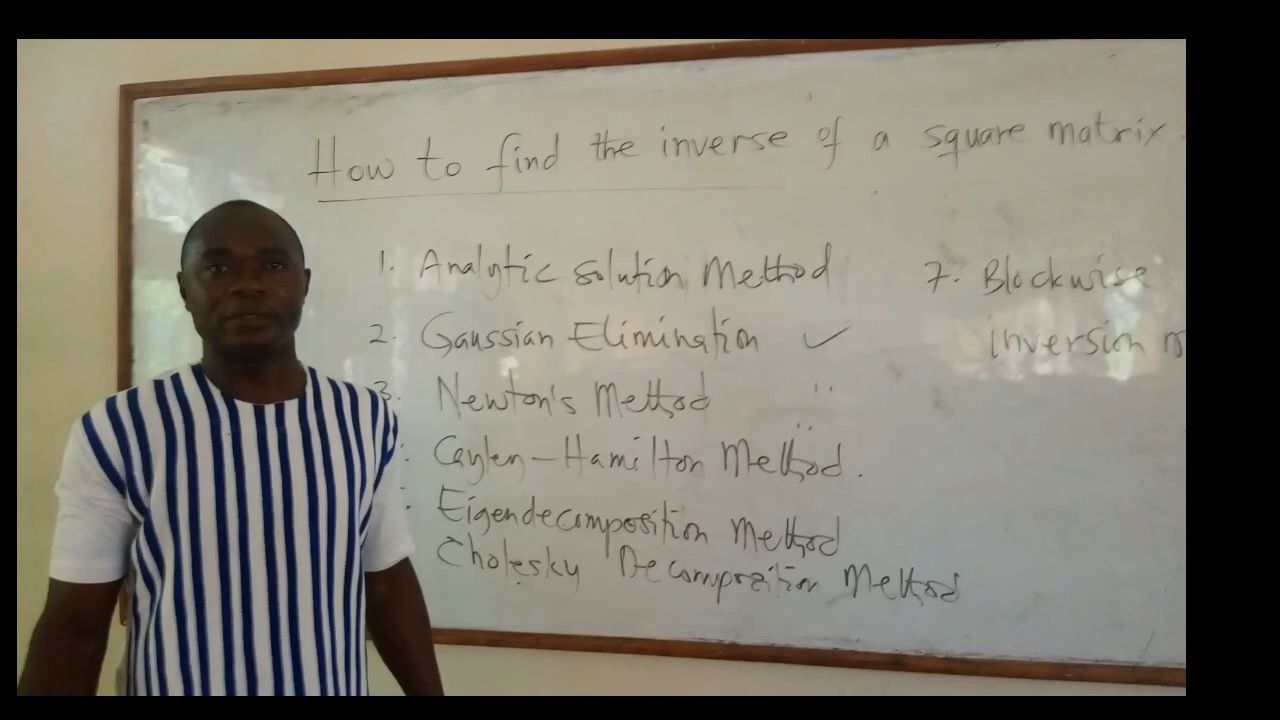 How to find the inverse of a square matrix.
1. Analytic Solution Method
2. Gaussian Elimination ✓
3. Newton's Method
Cayley-Hamilton Method.
Eigendecomposition Method
Cholesky Decomposition Method
7. Blockwise
inversion